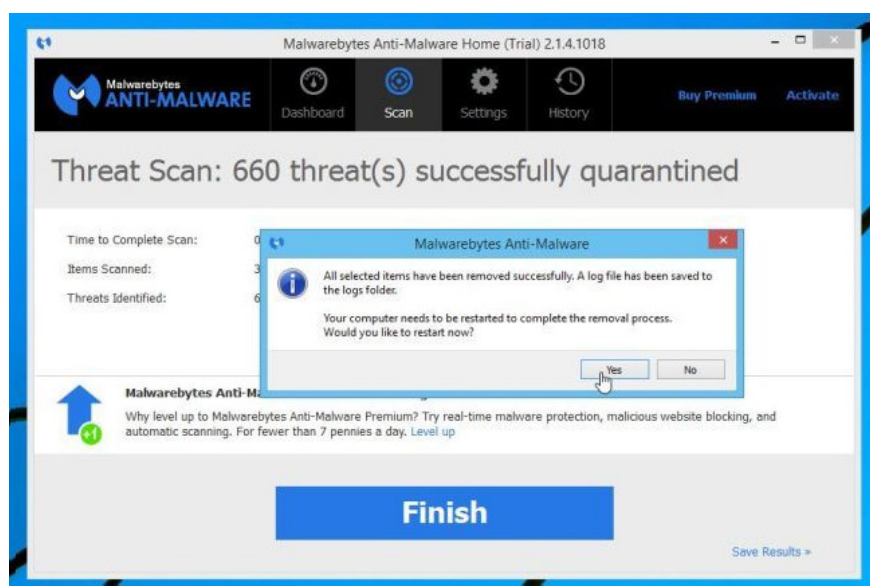 Malwarebytes Anti-Malware Home (Trial) 2.1.4.1018
Malwarebytes
ANTI-MALWARE
Dashboard
Scan
Settings
History
Buy Premium
Activate
Threat Scan: 660 threat(s) successfully quarantined
Time to Complete Scan:
Items Scanned:
Threats Identified:
Malwarebytes Anti-Malware
All selected items have been removed successfully. A log file has been saved to
the logs folder.
Your computer needs to be restarted to complete the removal process.
Would you like to restart now?
Yes
No
Malwarebytes Anti-Ma
Why level up to Malwarebytes Anti-Malware Premium? Try real-time malware protection, malicious website blocking, and
automatic scanning. For fewer than 7 pennies a day. Level up
+1
Finish
Save Results »